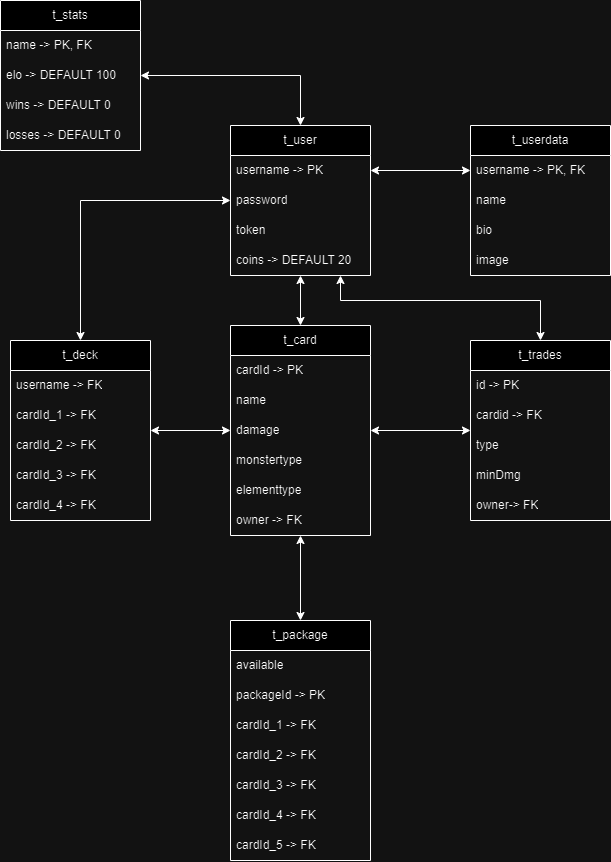 t_stats
name -> PK, FK
elo -> DEFAULT 100
wins -> DEFAULT 0
losses -> DEFAULT 0
t_user
username -> PK
password
token
coins -> DEFAULT 20
t_userdata
username -> PK, FK
name
bio
image
t_deck
username -> FK
cardId_1 -> FK
cardId_2 -> FK
cardId_3 -> FK
cardId_4 -> FK
t_card
cardId -> PK
name
damage
monstertype
elementtype
owner -> FK
t_trades
id -> PK
cardid -> FK
type
minDmg
owner-> FK
t_package
available
packageId -> PK
cardId_1 -> FK
cardId_2 -> FK
cardId_3 -> FK
cardId_4 -> FK
cardId_5 -> FK